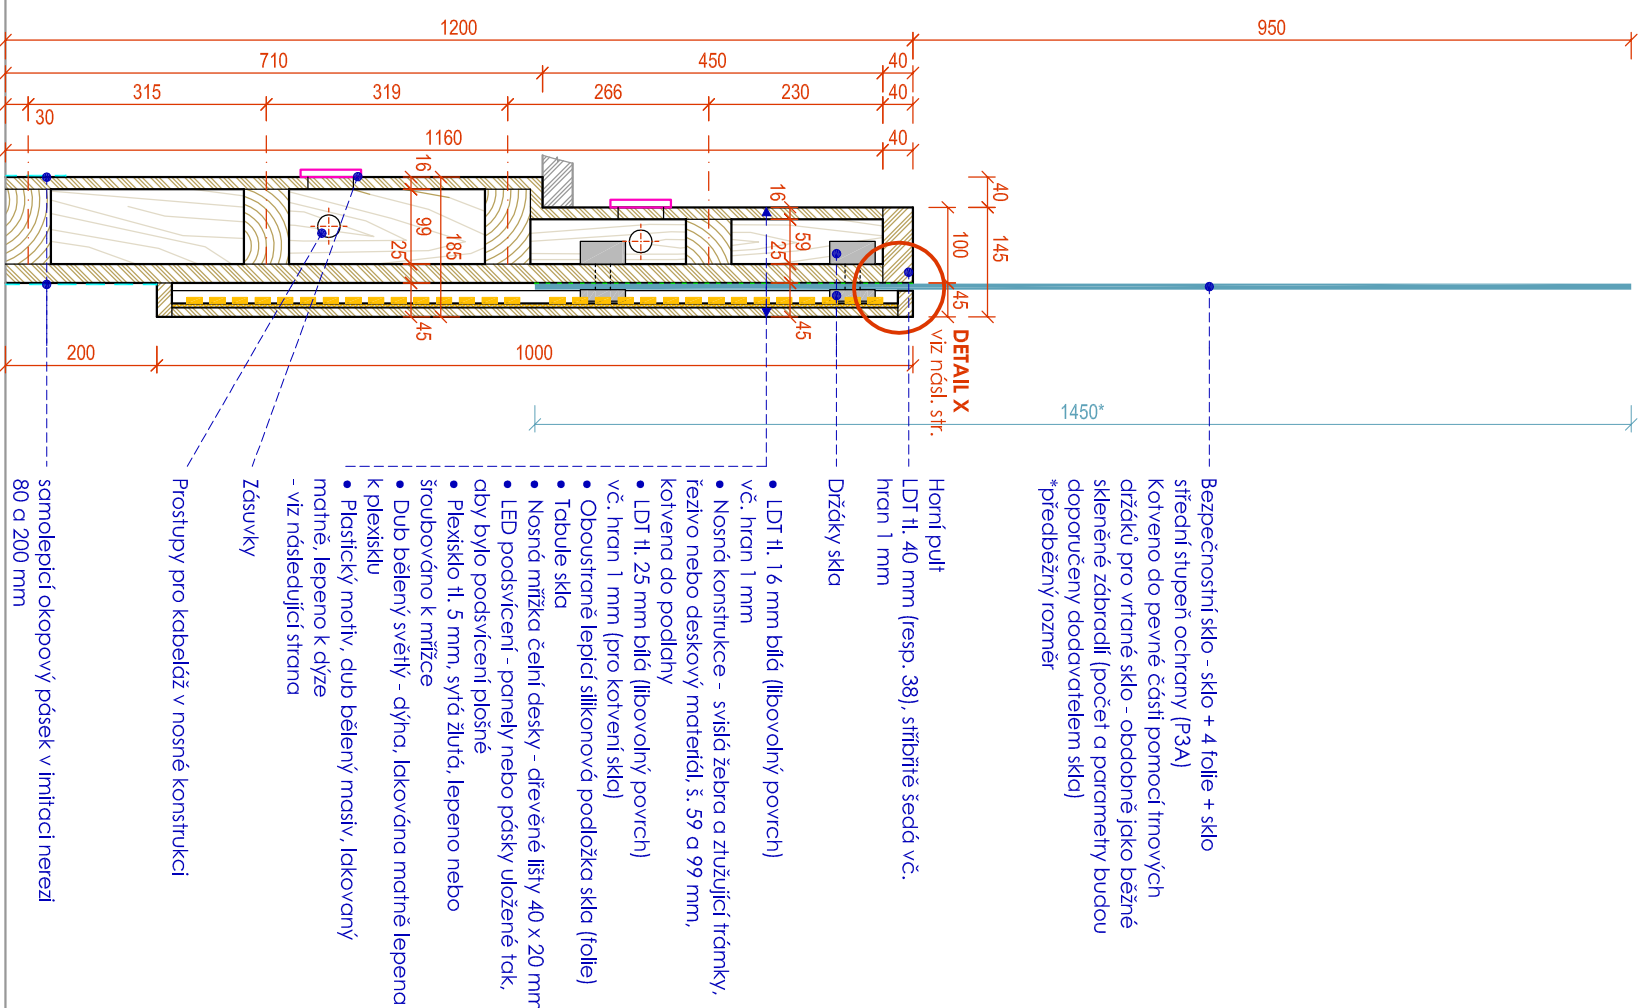 1200
950
710
450
40
315
319
266
230
40
30
1160
40
16
99
25
185
45
16
59
25
45
40
100
145
45
200
1000
1450*
DETAIL X
viz násl. str.
Bezpečnostní sklo - sklo + 4 folie + sklo
střední stupeň ochrany (P3A)
Kotveno do pevné části pomocí trnových
držáků pro vrtané sklo - obdobně jako běžné
skleněné zábradlí (počet a parametry budou
doporučeny dodavatelem skla)
*předběžný rozměr
Horní pult
LDT tl. 40 mm (resp. 38), stříbřitě šedá vč.
hran 1 mm
Držáky skla
• LDT tl. 16 mm bílá (libovolný povrch)
vč. hran 1 mm
• Nosná konstrukce - svislá žebra a ztužující trámky,
řezivo nebo deskový materiál, š. 59 a 99 mm,
kotvena do podlahy
• LDT tl. 25 mm bílá (libovolný povrch)
vč. hran 1 mm (pro kotvení skla)
• Oboustraně lepicí silikonová podložka skla (folie)
• Tabule skla
• Nosná mřížka čelní desky - dřevěné lišty 40 x 20 mm
• LED podsvícení - panely nebo pásky uložené tak,
aby bylo podsvícení plošné
• Plexisklo tl. 5 mm, sytá žlutá, lepeno nebo
šroubováno k mřížce
• Dub bělený světlý - dýha, lakována matně lepena
k plexisklu
• Plastický motiv, dub bělený masiv, lakovaný
matně, lepeno k dýze
- viz následující strana
Zásuvky
Prostupy pro kabeláž v nosné konstrukci
samolepicí okopový pásek v imitaci nerezi
80 a 200 mm